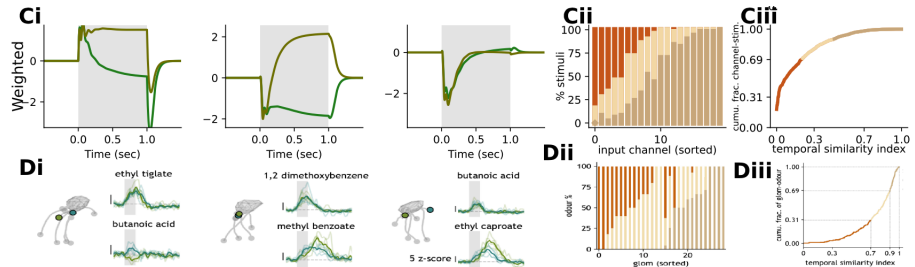 Ci
Weighted
0
−2
0.0 0.5 1.0
Time (sec)
2
0
−2
0.0 0.5 1.0
Time (sec)
0
−2
0.0 0.5 1.0
Time (sec)
Cii
% stimuli
100
75
50
25
0
0 10
input channel (sorted)
Ciii
cumu. frac. channel-stim.
1.00
0.69
0.31
0.00
0 0.3 0.7 1.0
temporal similarity index
Di
ethyl tiglate
butanoic acid
1,2 dimethoxybenzene
methyl benzoate
butanoic acid
ethyl caproate
5 z-score
Dii
odour %
100
75
50
25
0
0 10 20
glom (sorted)
Diii
cumu. frac. of glom-odour
1.00
0.69
0.31
0.00
0 0.3 0.7 0.9 1
temporal similarity index